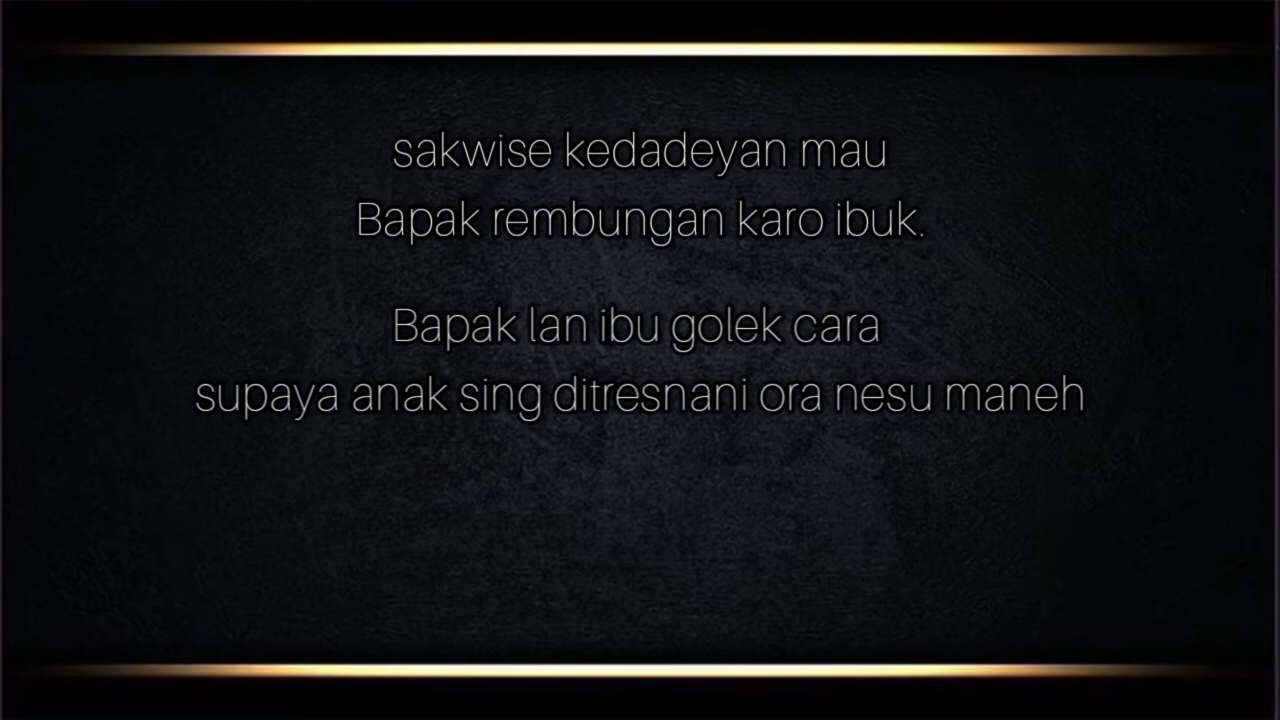 sakwise kedadeyan mau
Bapak rembungan karo ibuk.
Bapak lan ibu golek cara
supaya anak sing ditresnani ora nesu maneh